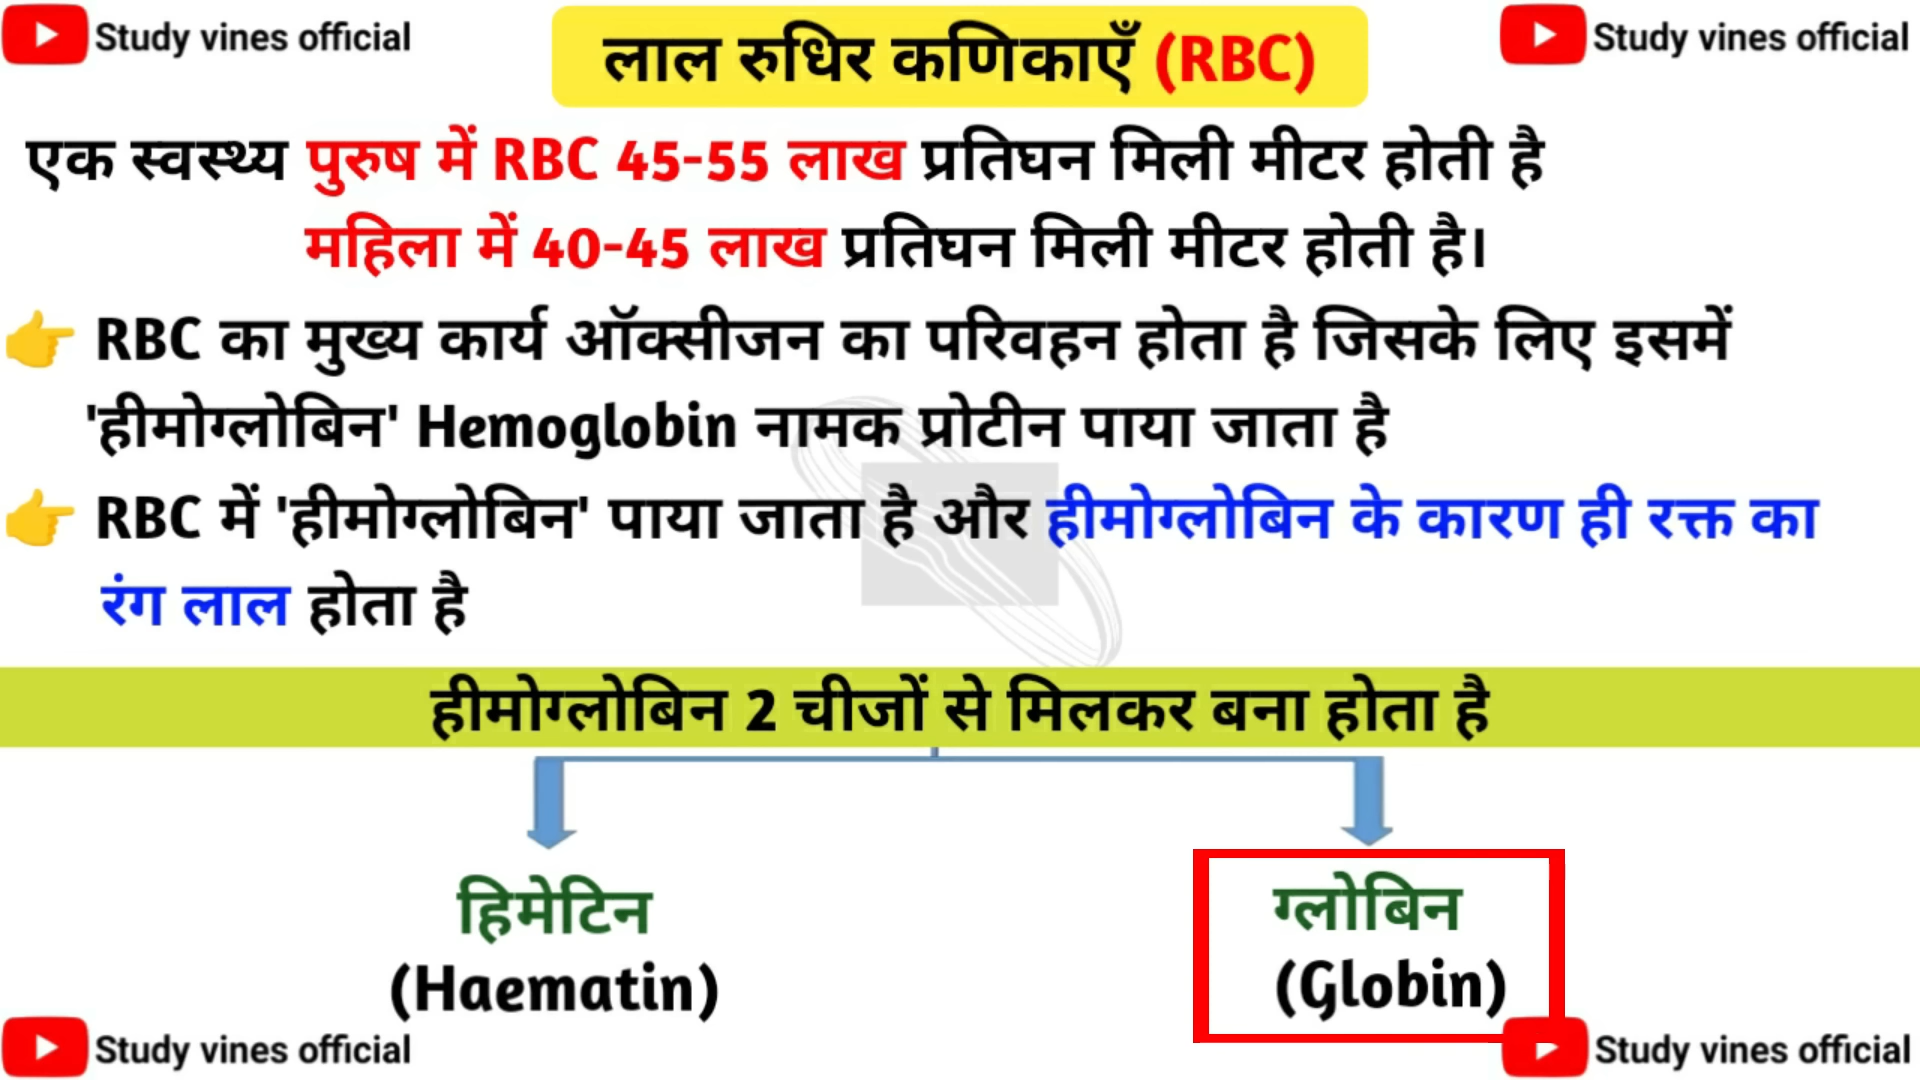 Study vines official
लाल रुधिर कणिकाएँ (RBC)
Study vines official
एक स्वस्थ्य पुरुष में RBC 45-55 लाख प्रतिघन मिली मीटर होती है
महिला में 40-45 लाख प्रतिघन मिली मीटर होती है।
👉 RBC का मुख्य कार्य ऑक्सीजन का परिवहन होता है जिसके लिए इसमें
'हीमोग्लोबिन' Hemoglobin नामक प्रोटीन पाया जाता है
👉 RBC में 'हीमोग्लोबिन' पाया जाता है और हीमोग्लोबिन के कारण ही रक्त का
रंग लाल होता है
हीमोग्लोबिन 2 चीजों से मिलकर बना होता है
हिमेटिन
(Haematin)
ग्लोबिन
(Globin)
Study vines official
Study vines official